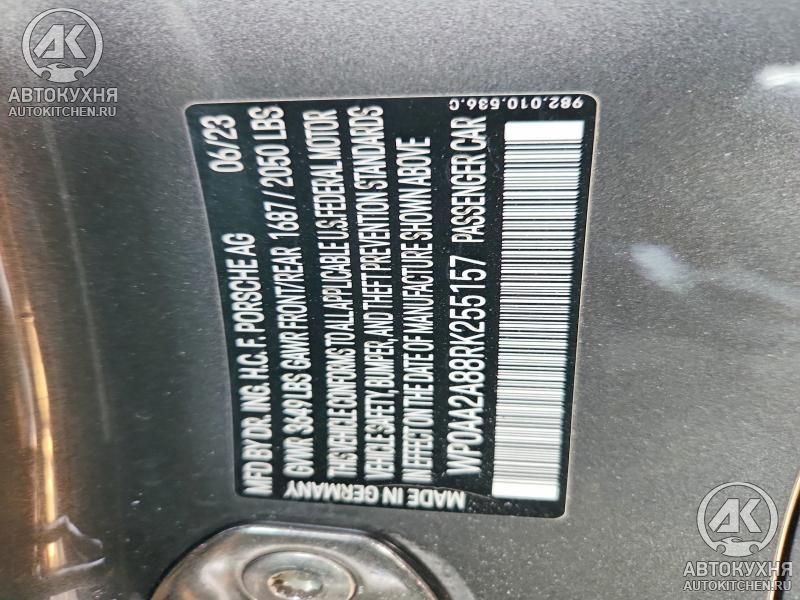 АВТОКУХНЯ
AUTOKITCHEN.RU
MFD BY DR. ING. H.C. F. PORSCHE AG 06/23
GVWR 3649 LBS GAWR FRONT/REAR 1687 / 2050 LBS
THIS VEHICLE CONFORMS TO ALL APPLICABLE U.S. FEDERAL MOTOR
VEHICLE SAFETY, BUMPER, AND THEFT PREVENTION STANDARDS
IN EFFECT ON THE DATE OF MANUFACTURE SHOWN ABOVE
WP0AA2A88RK255157 PASSENGER CAR
MADE IN GERMANY
982.010.536.C
АВТОКУХНЯ
AUTOKITCHEN.RU